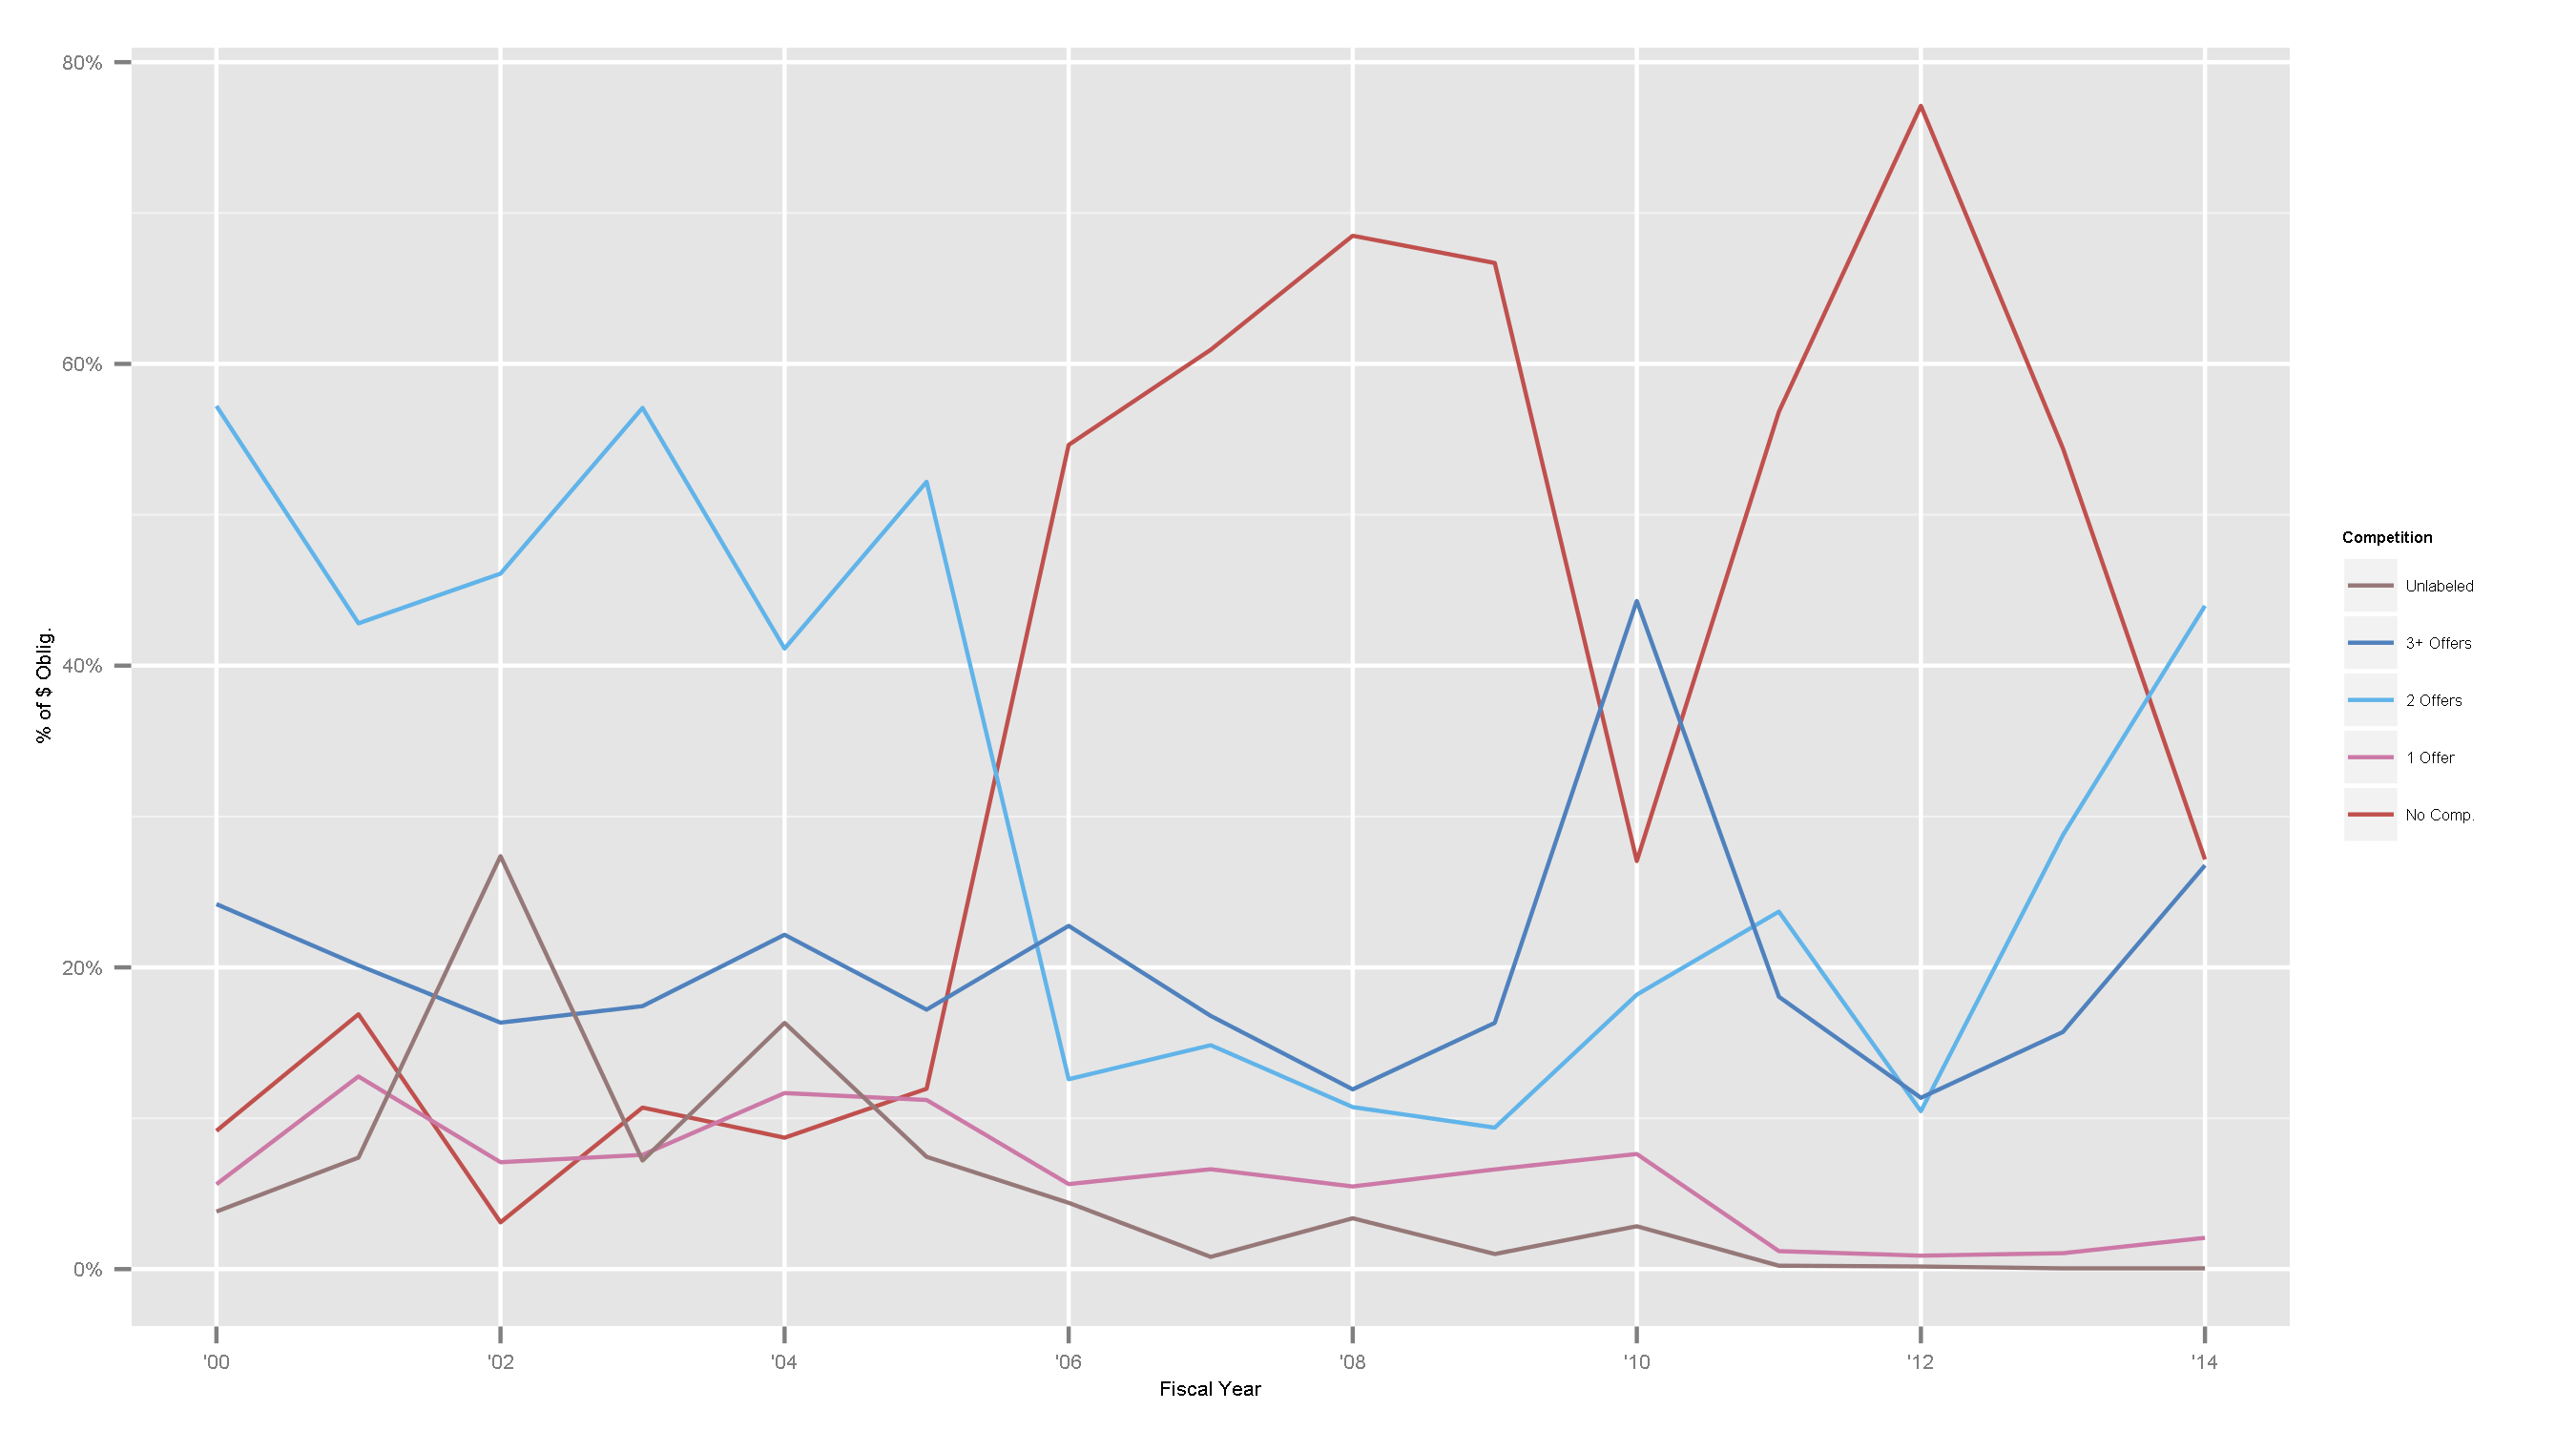 80%
60%
40%
20%
0%
% of $ Oblig.
'00
'02
'04
'06
'08
'10
'12
'14
Fiscal Year
Competition
Unlabeled
3+ Offers
2 Offers
1 Offer
No Comp.